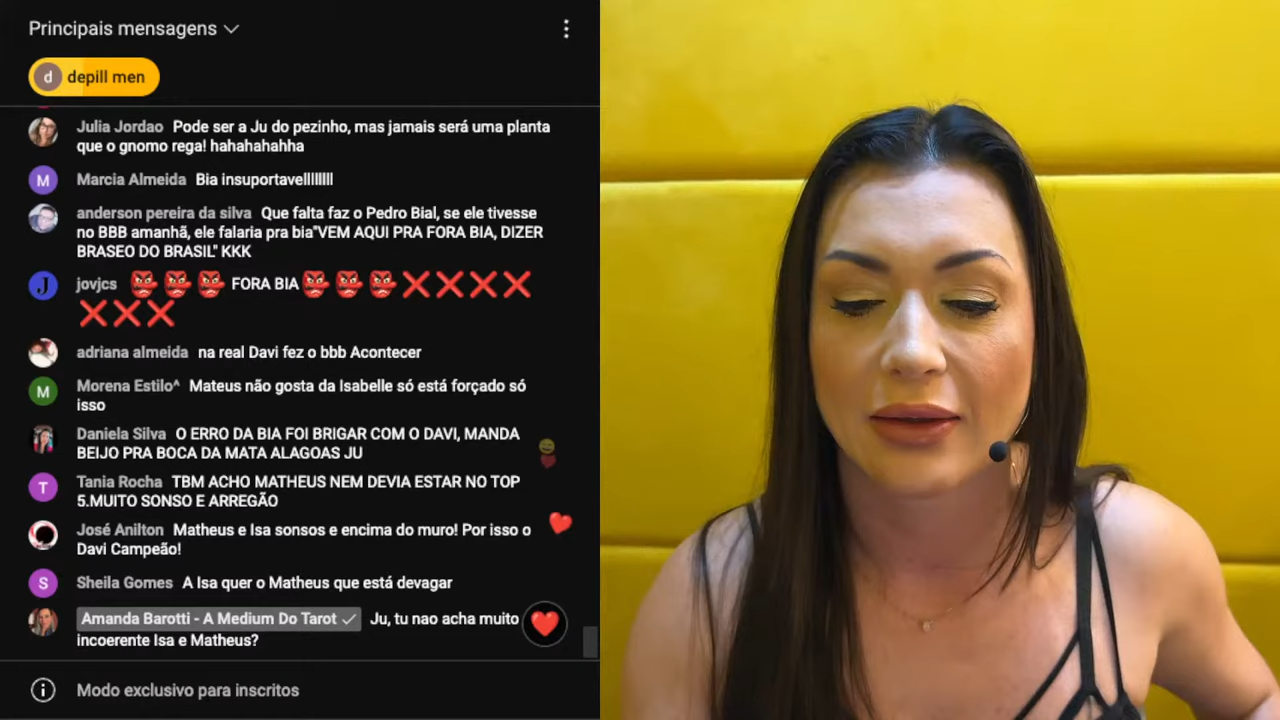 Principais mensagens
d depill men
Julia Jordao Pode ser a Ju do pezinho, mas jamais será uma planta
que o gnomo rega! hahahahahha
M Marcia Almeida Bia insuportavelllllllll
anderson pereira da silva Que falta faz o Pedro Bial, se ele tivesse
no BBB amanhã, ele falaria pra bia"VEM AQUI PRA FORA BIA, DIZER
BRASEO DO BRASIL" KKK
J jovjcs 👺👺👺 FORA BIA👺👺👺❌❌❌❌
❌❌❌
adriana almeida na real Davi fez o bbb Acontecer
M Morena Estilo^ Mateus não gosta da Isabelle só está forçado só
isso
Daniela Silva O ERRO DA BIA FOI BRIGAR COM O DAVI, MANDA
BEIJO PRA BOCA DA MATA ALAGOAS JU
T Tania Rocha TBM ACHO MATHEUS NEM DEVIA ESTAR NO TOP
5.MUITO SONSO E ARREGÃO
José Anilton Matheus e Isa sonsos e encima do muro! Por isso o
Davi Campeão!
S Sheila Gomes A Isa quer o Matheus que está devagar
Amanda Barotti - A Medium Do Tarot Ju, tu nao acha muito
incoerente Isa e Matheus?
Modo exclusivo para inscritos